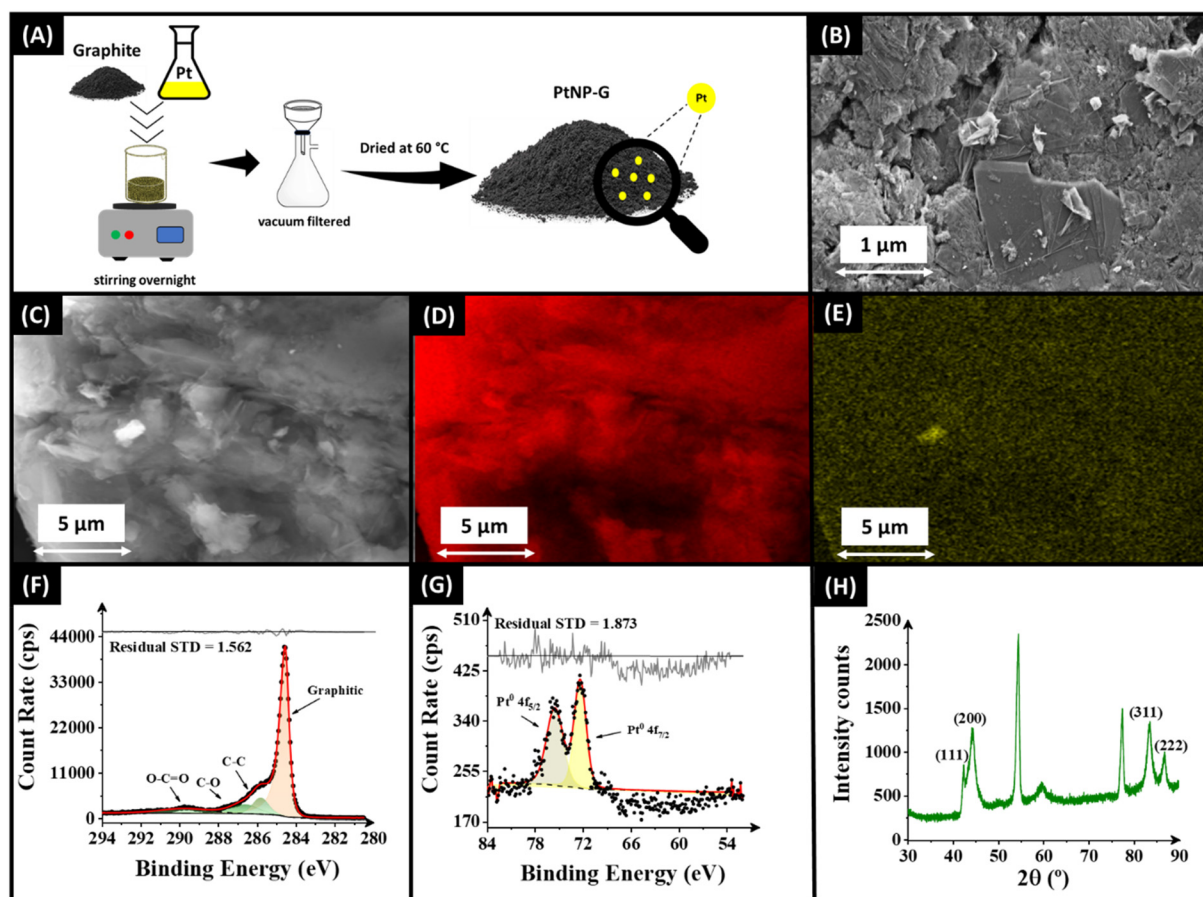 (A)
Graphite
Pt
stirring overnight
vacuum filtered
Dried at 60 °C
PtNP-G
Pt
(B)
1 µm
(C)
5 µm
(D)
5 µm
(E)
5 µm
(F)
Count Rate (cps)
44000
33000
22000
11000
0
Residual STD = 1.562
Graphitic
C-C
C-O
O-C=O
294 292 290 288 286 284 282 280
Binding Energy (eV)
(G)
Count Rate (cps)
510
425
340
255
170
Residual STD = 1.873
Pt⁰ 4f₅/₂
Pt⁰ 4f₇/₂
84 78 72 66 60 54
Binding Energy (eV)
(H)
Intensity counts
2500
2000
1500
1000
500
0
(111)
(200)
(311)
(222)
30 40 50 60 70 80 90
2θ (º)